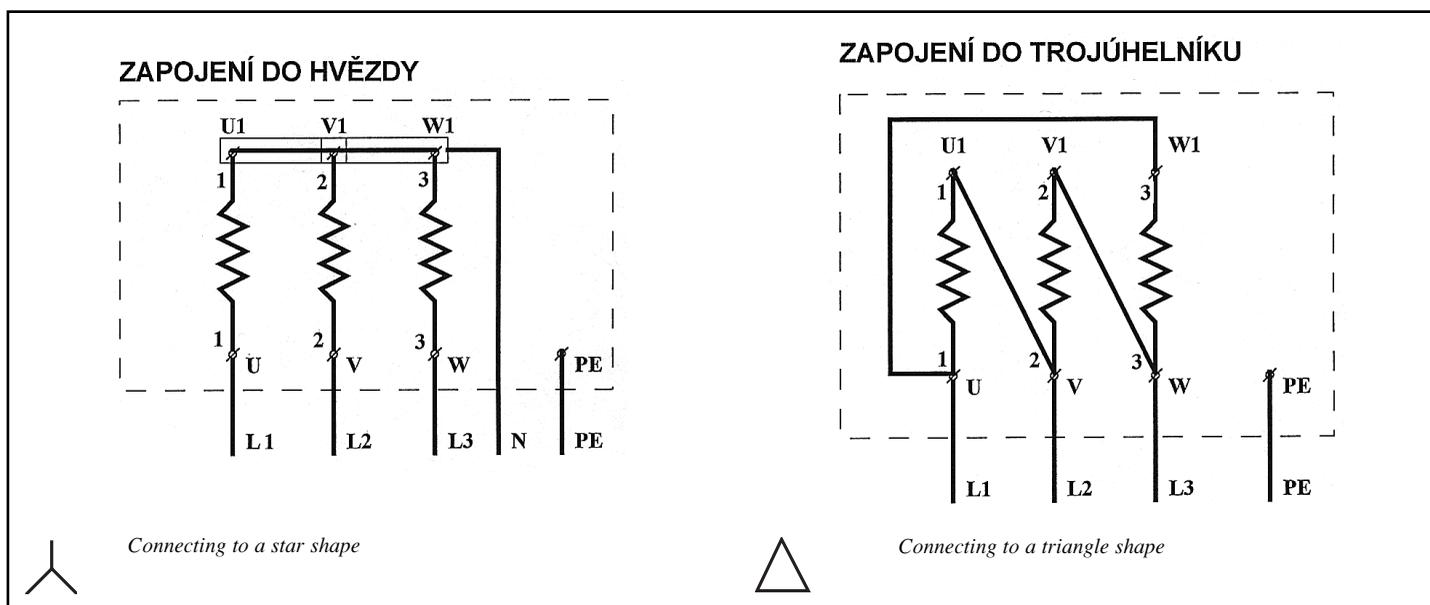 ZAPOJENÍ DO HVĚZDY
U1 V1 W1
1 2 3
1 2 3
U V W PE
L1 L2 L3 N PE
Connecting to a star shape
ZAPOJENÍ DO TROJÚHELNÍKU
U1 V1 W1
1 2 3
1 2 3
U V W PE
L1 L2 L3 PE
Connecting to a triangle shape